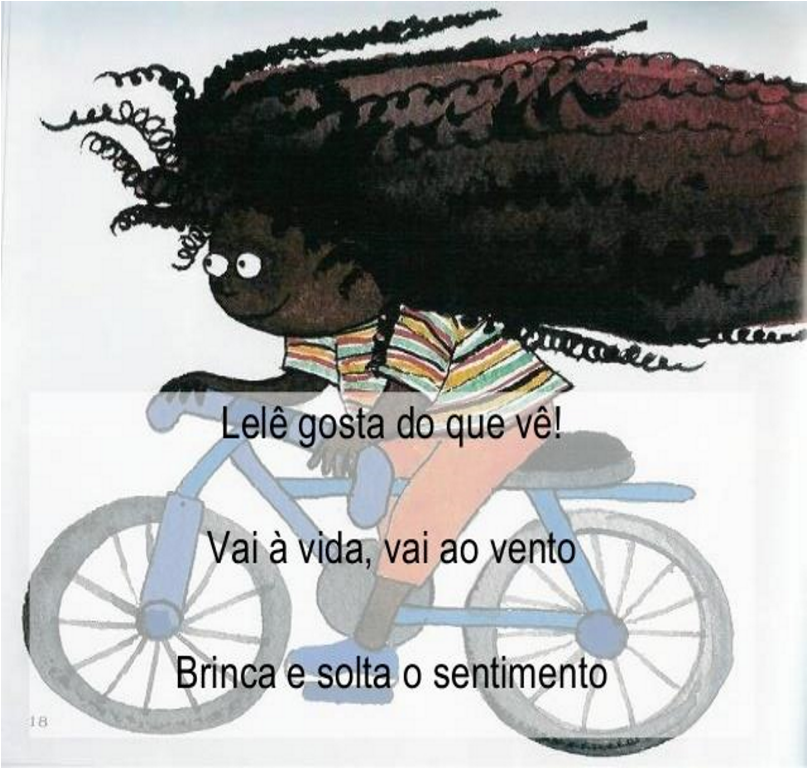 Lelê gosta do que vê!
Vai à vida, vai ao vento
Brinca e solta o sentimento
18